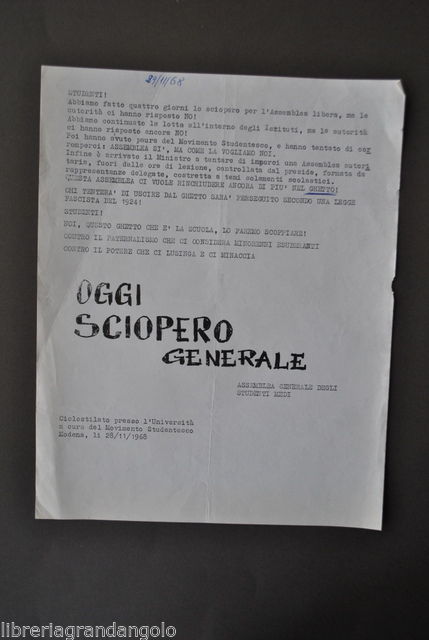 29/11/68
STUDENTI!
Abbiamo fatto quattro giorni lo sciopero per l'Assemblea libera, ma le
autorità ci hanno risposto NO!
Abbiamo continuato la lotta all'interno degli Istituti, ma le autorità
ci hanno risposto ancora NO!
Poi hanno avuto paura del Movimento Studentesco, e hanno tentato di cor
romperci: ASSEMBLEA SI', MA COME LA VOGLIAMO NOI.
Infine è arrivato il Ministro a tentare di imporci una Assemblea autori
taria, fuori dalle ore di lezione, controllata dal preside, formata da
rappresentanze delegate, costretta a temi solamenti scolastici.
QUESTA ASSEMBLEA CI VUOLE RINCHIUDERE ANCORA DI PIU' NEL GHETTO!
CHI TENTERA' DI USCIRE DAL GHETTO SARA' PERSEGUITO SECONDO UNA LEGGE
FASCISTA DEL 1924!
STUDENTI!
NOI, QUESTO GHETTO CHE E' LA SCUOLA, LO FAREMO SCOPPIARE!
CONTRO IL PATERNALISMO CHE CI CONSIDERA MINORENNI ESUBERANTI
CONTRO IL POTERE CHE CI LUSINGA E CI MINACCIA
OGGI
SCIOPERO
GENERALE
ASSEMBLEA GENERALE DEGLI
STUDENTI MEDI
Ciclostilato presso l'Università
a cura del Movimento Studentesco
Modena, lì 28/11/1968
libreriagrandangolo